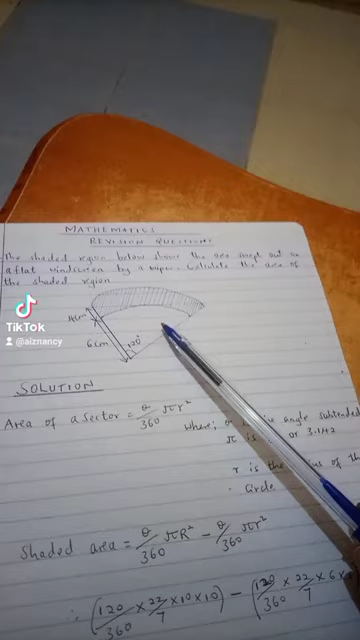 MATHEMATICS
REVISION QUESTIONS
The shaded region below shows the area swept out on
a flat windscreen by a wiper. Calculate the area of
the shaded region
4cm
6cm
120°
TikTok
@aiznancy
SOLUTION
Area of a sector = θ/360 πr² where; θ is angle subtended
π is or 3.142
r is the of the
Circle
Shaded area = θ/360 πR² - θ/360 πr²
∴ (120/360 × 22/7 × 10 × 10) - (120/360 × 22/7 × 6 ×